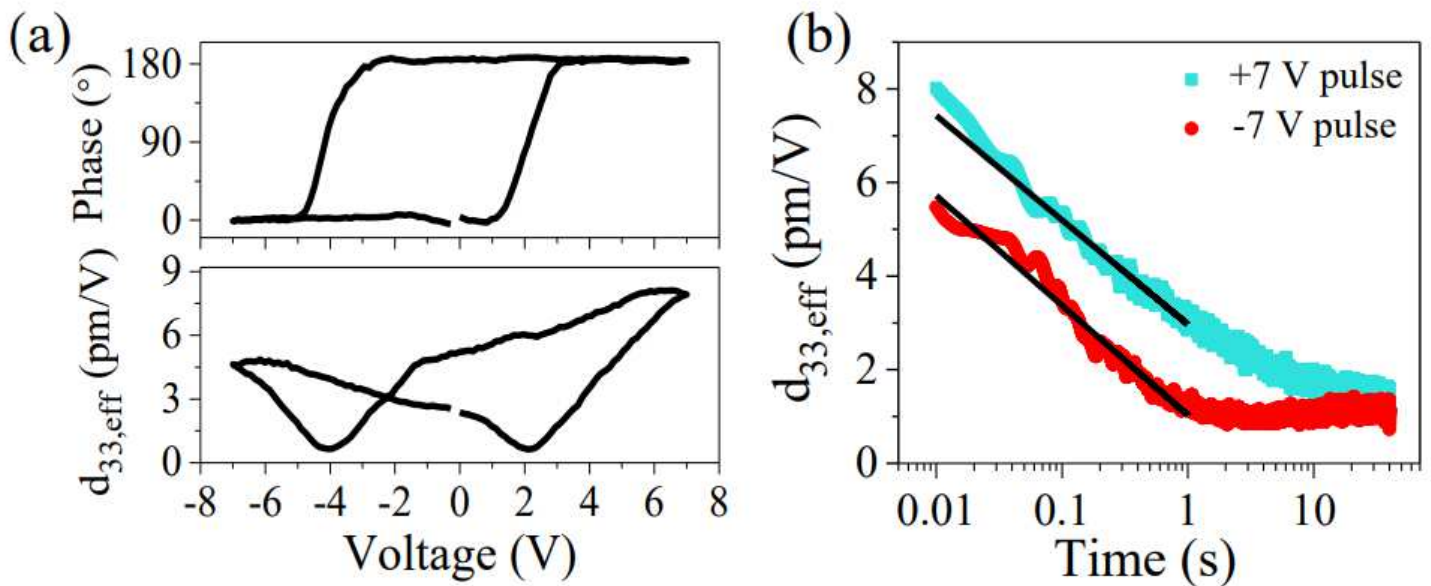 (a)
Phase (°)
180
90
0
d33,eff (pm/V)
9
6
3
0
-8 -6 -4 -2 0 2 4 6 8
Voltage (V)
(b)
+7 V pulse
-7 V pulse
d33,eff (pm/V)
8
6
4
2
0
0.01 0.1 1 10
Time (s)